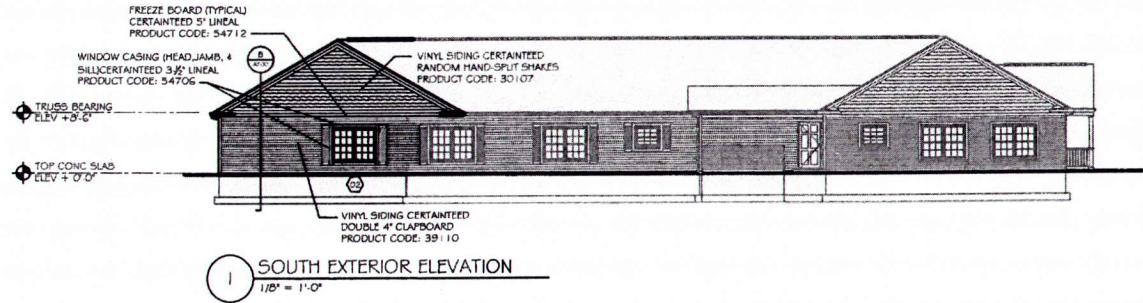 FREEZE BOARD (TYPICAL)
CERTAINTEED 5" LINEAL
PRODUCT CODE: 54712
WINDOW CASING (HEAD,JAMB, &
SILL)CERTAINTEED 3½" LINEAL
PRODUCT CODE: 54706
VINYL SIDING CERTAINTEED
RANDOM HAND-SPLIT SHAKES
PRODUCT CODE: 30107
TRUSS BEARING
ELEV +8'-6"
TOP CONC SLAB
ELEV + 0'-0"
02
VINYL SIDING CERTAINTEED
DOUBLE 4" CLAPBOARD
PRODUCT CODE: 39110
1 SOUTH EXTERIOR ELEVATION
1/8" = 1'-0"